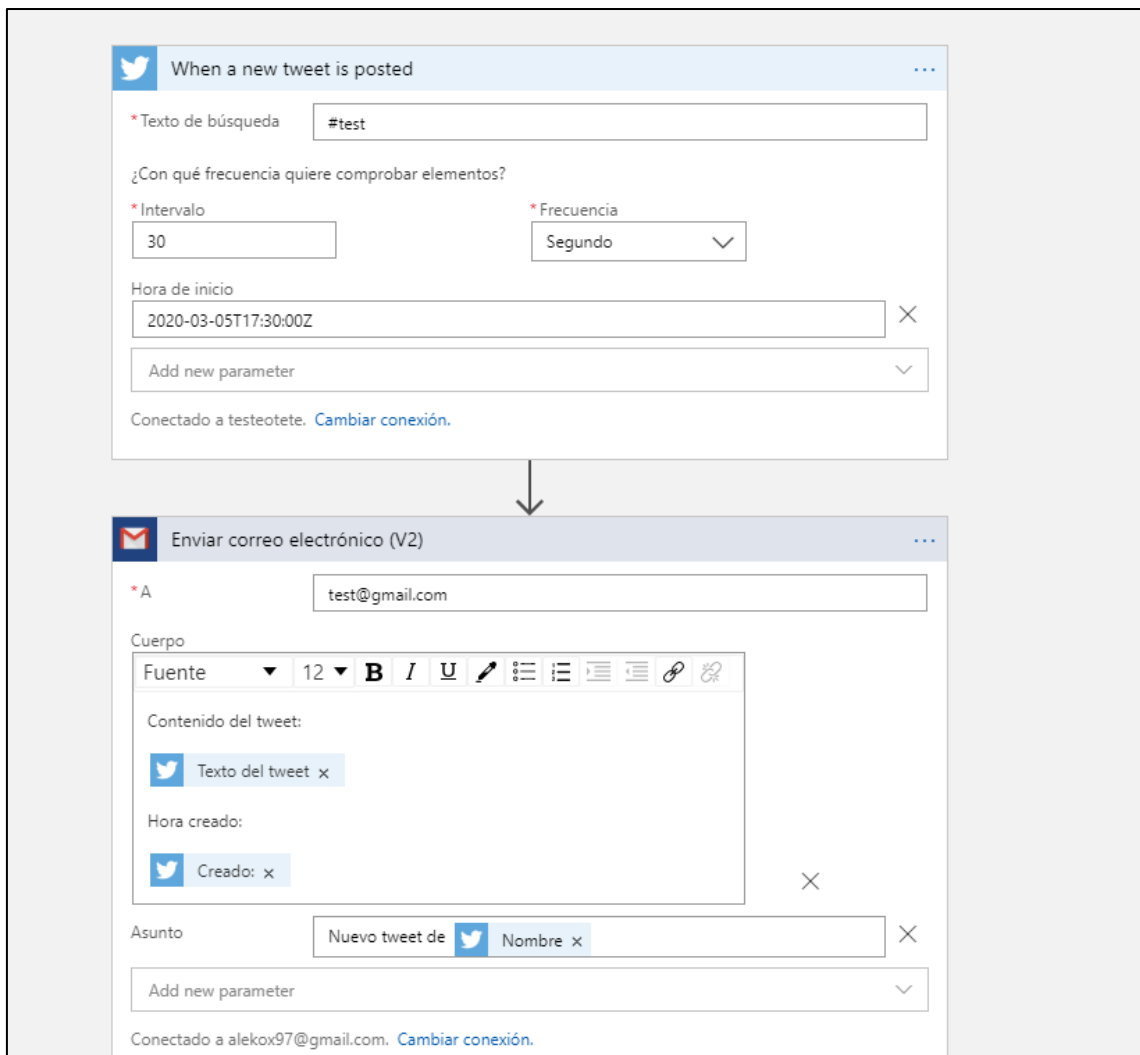 When a new tweet is posted
...
* Texto de búsqueda #test
¿Con qué frecuencia quiere comprobar elementos?
* Intervalo * Frecuencia
30 Segundo
Hora de inicio
2020-03-05T17:30:00Z
Add new parameter
Conectado a testeotete. Cambiar conexión.
Enviar correo electrónico (V2)
...
* A test@gmail.com
Cuerpo
Fuente 12 B I U
Contenido del tweet:
Texto del tweet ×
Hora creado:
Creado: ×
Asunto Nuevo tweet de Nombre ×
Add new parameter
Conectado a alekox97@gmail.com. Cambiar conexión.